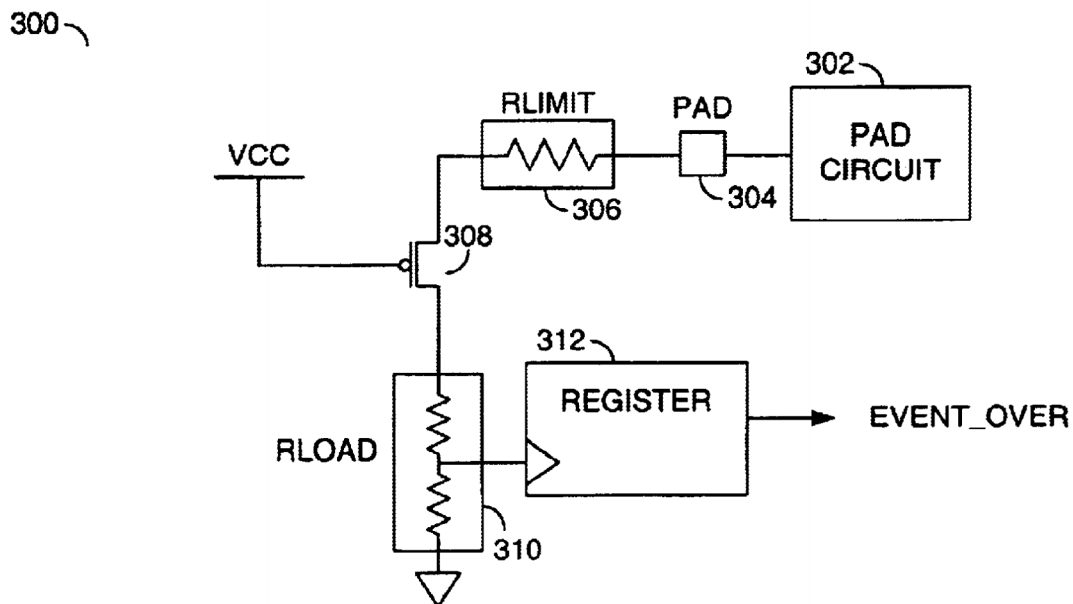 300
302
RLIMIT
PAD
PAD
CIRCUIT
VCC
306
304
308
312
REGISTER
EVENT_OVER
RLOAD
310